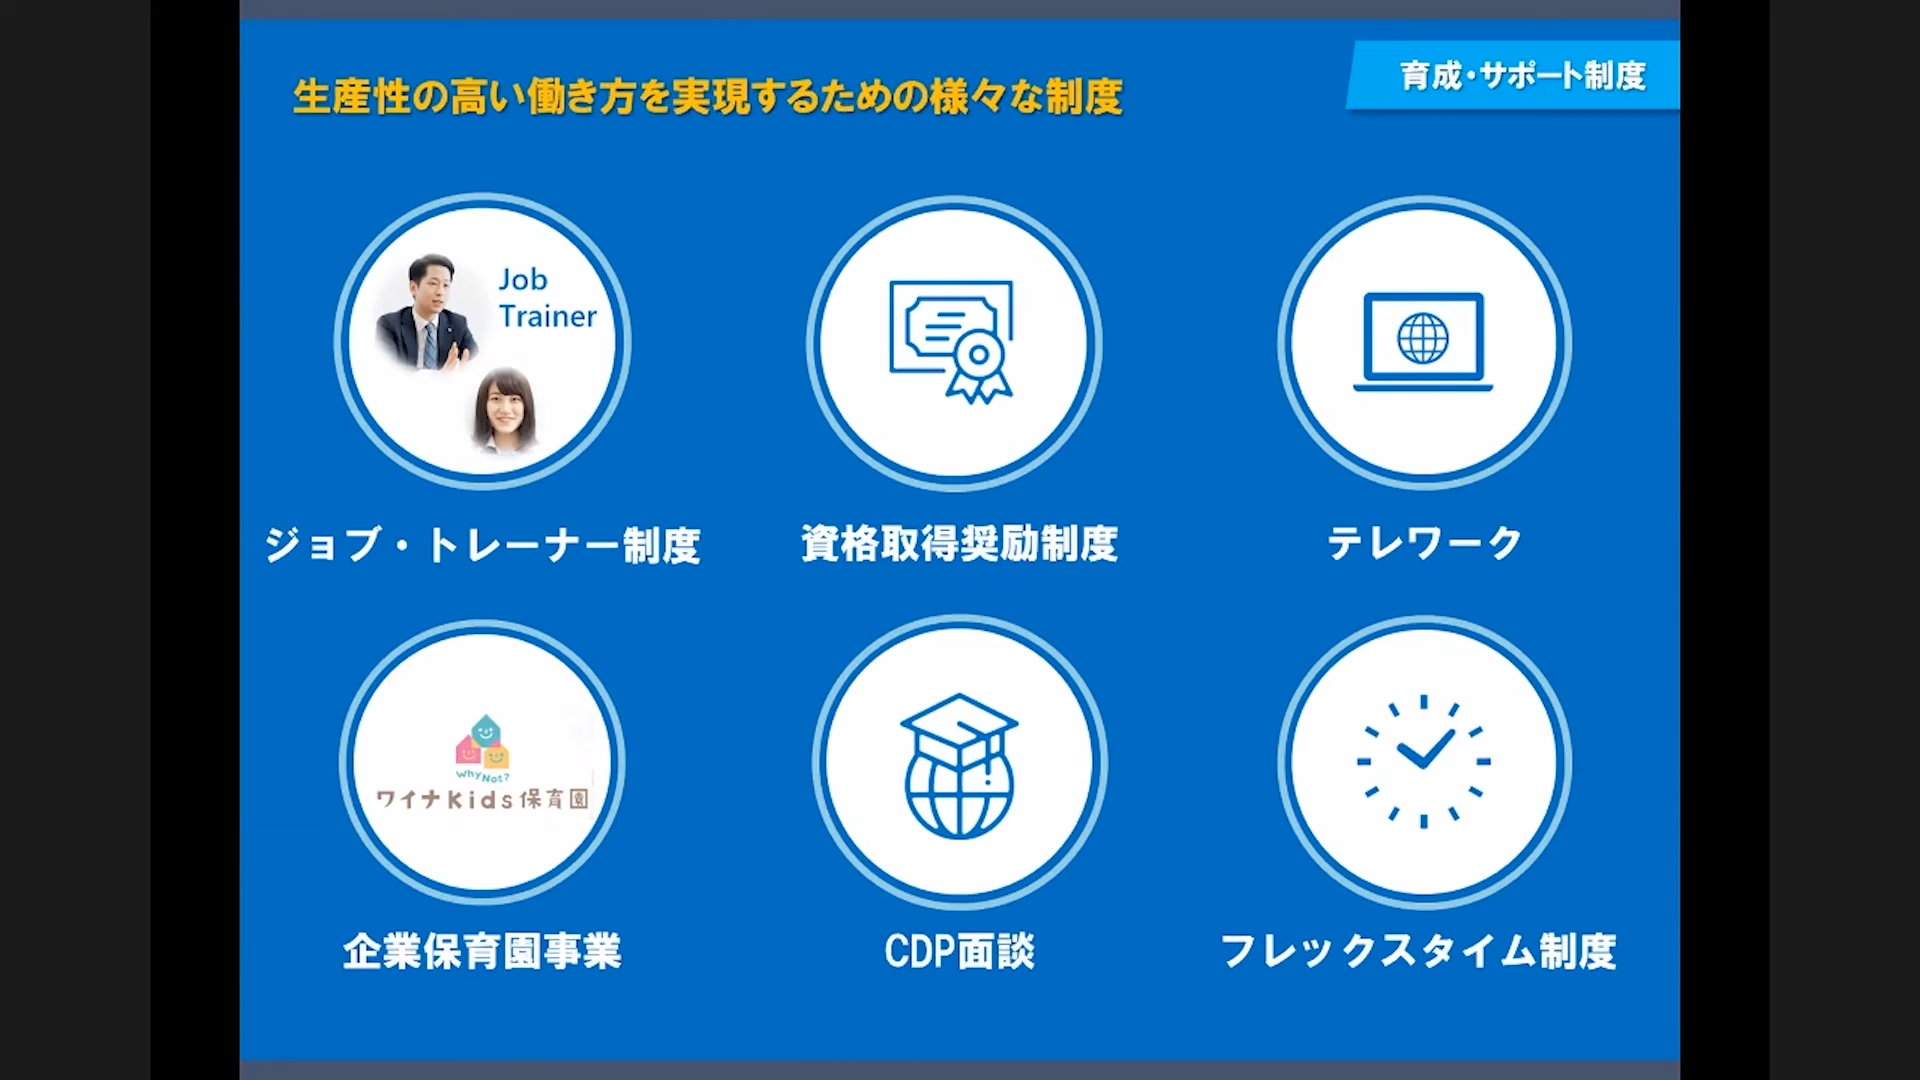 生産性の高い働き方を実現するための様々な制度
育成・サポート制度
Job
Trainer
ジョブ・トレーナー制度
資格取得奨励制度
テレワーク
Why Not?
ワイナKids保育園
企業保育園事業
CDP面談
フレックスタイム制度